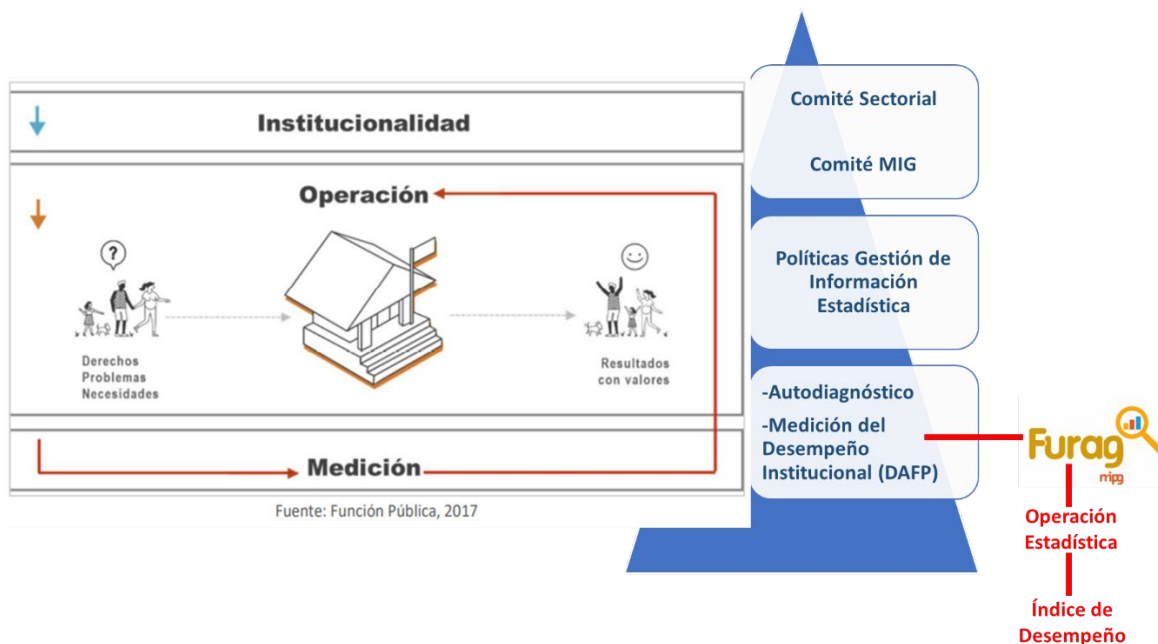 Institucionalidad
Operación
?
Derechos
Problemas
Necesidades
Resultados
con valores
Medición
Fuente: Función Pública, 2017
Comité Sectorial
Comité MIG
Políticas Gestión de
Información
Estadística
-Autodiagnóstico
-Medición del
Desempeño
Institucional (DAFP)
Furag
mipg
Operación
Estadística
Índice de
Desempeño